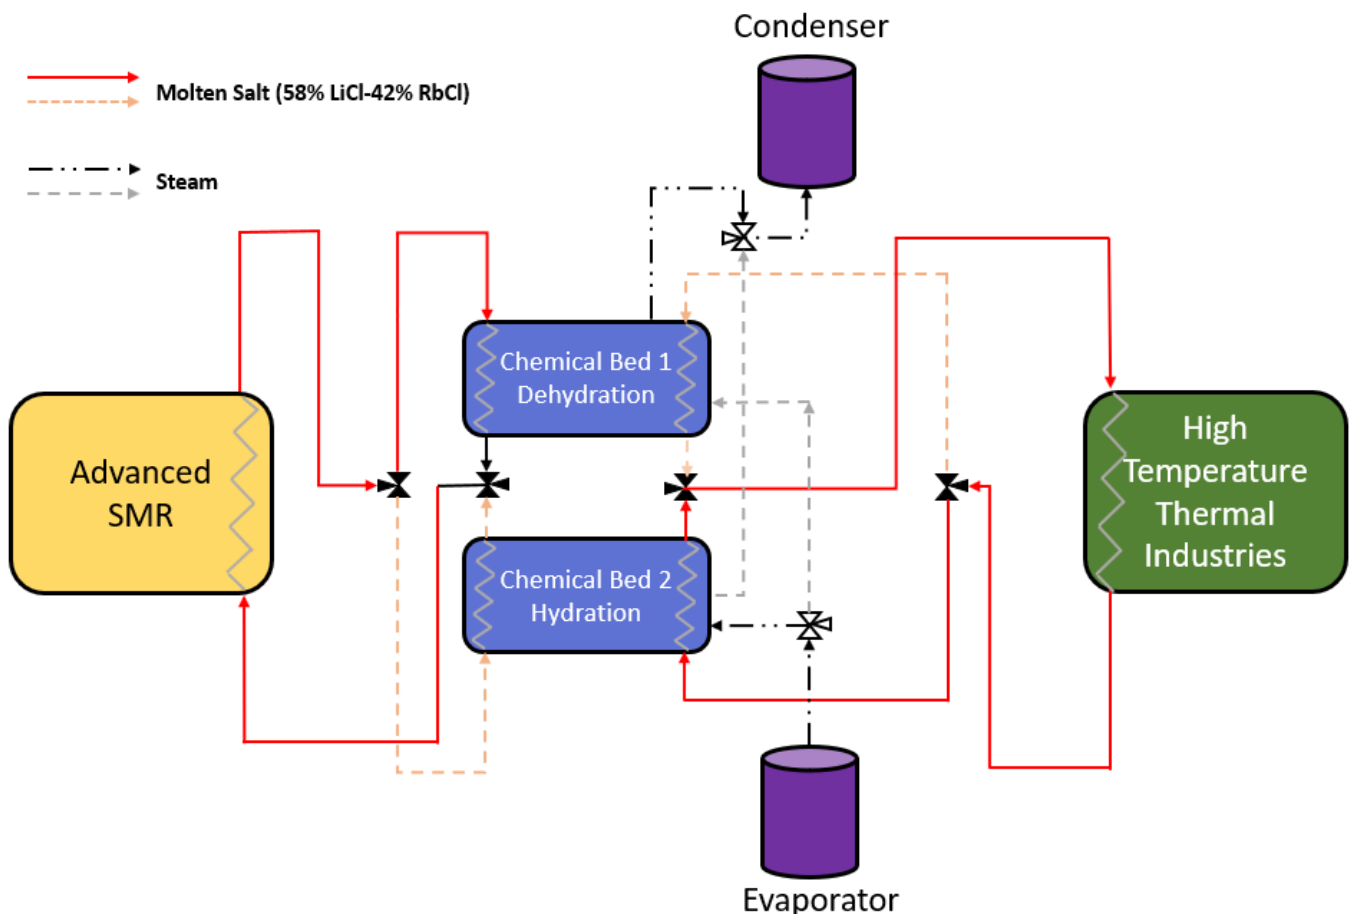 Condenser
Molten Salt (58% LiCl-42% RbCl)
Steam
Chemical Bed 1
Dehydration
Advanced
SMR
High
Temperature
Thermal
Industries
Chemical Bed 2
Hydration
Evaporator